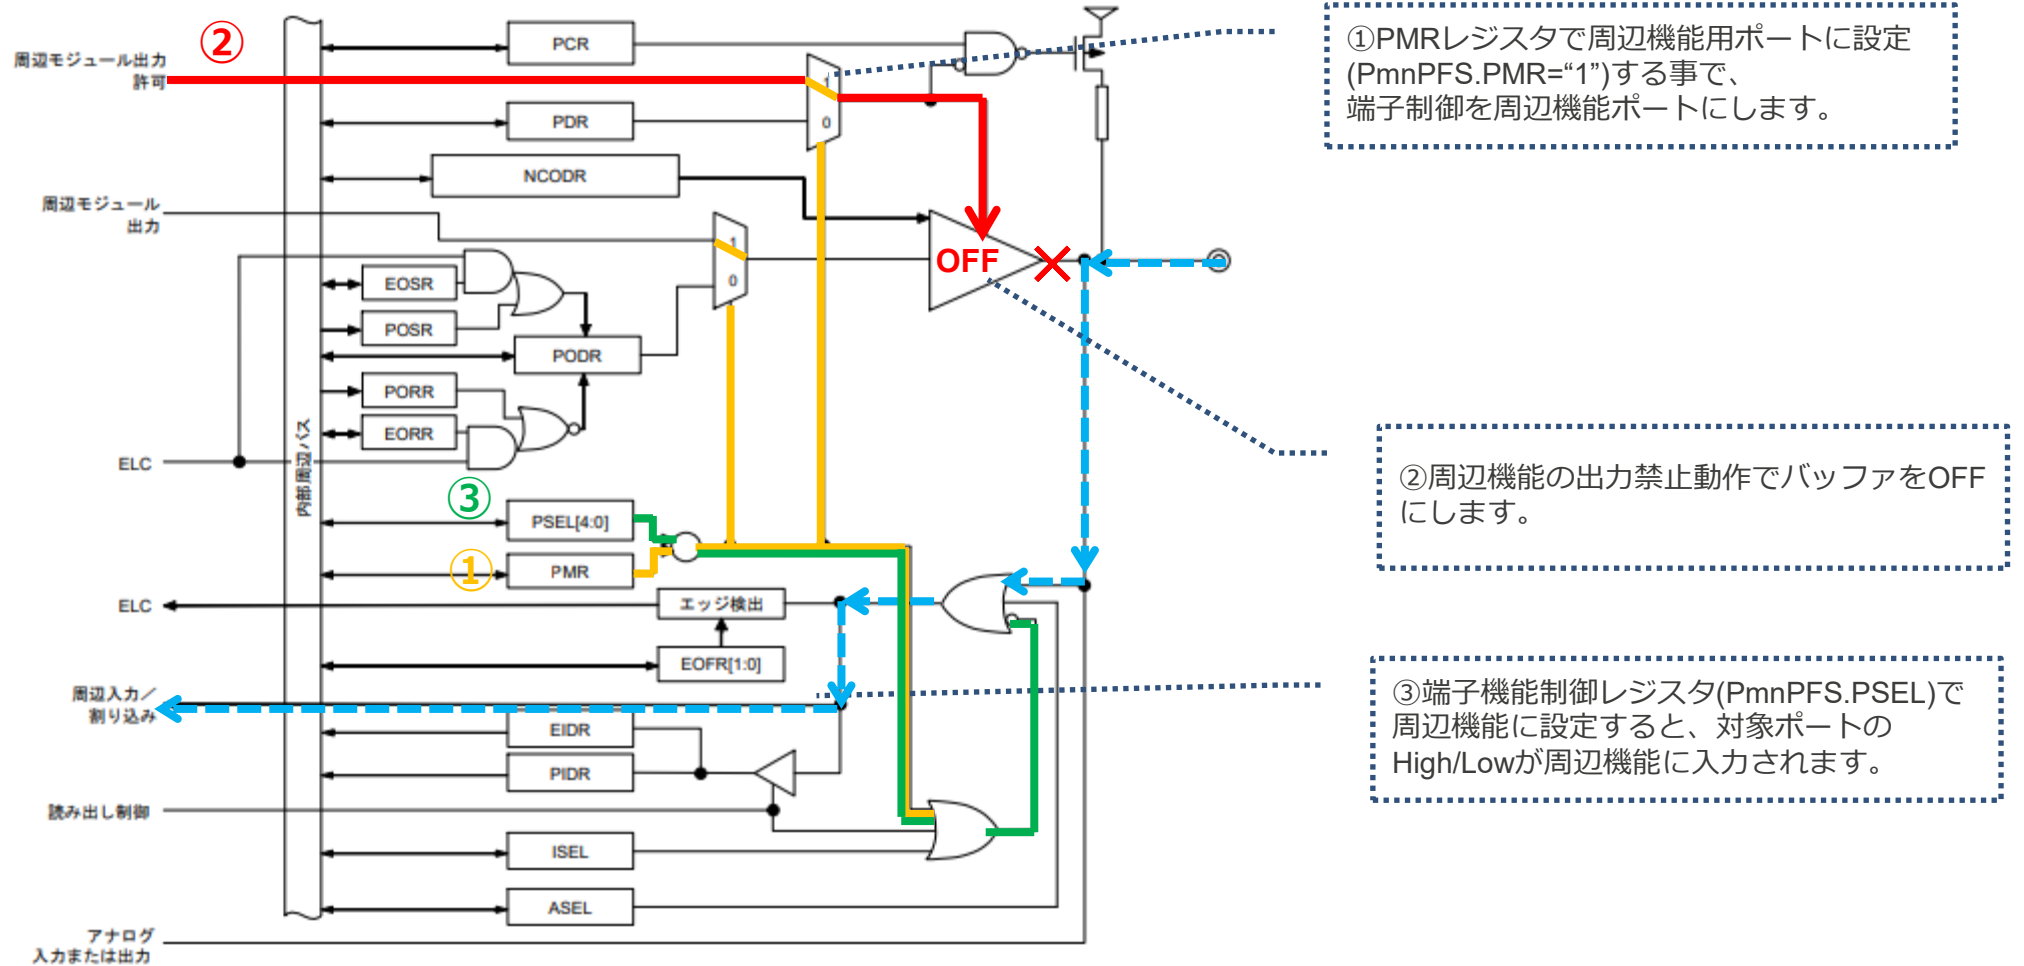 ②
周辺モジュール出力
許可
PCR
1
PDR
0
NCODR
周辺モジュール
出力
1
OFF
EOSR
0
POSR
PODR
PORR
EORR
内部周辺バス
ELC
③
PSEL[4:0]
①
PMR
ELC
エッジ検出
EOFR[1:0]
周辺入力／
割り込み
EIDR
PIDR
読み出し制御
ISEL
ASEL
アナログ
入力または出力
①PMRレジスタで周辺機能用ポートに設定
(PmnPFS.PMR=“1”)する事で、
端子制御を周辺機能ポートにします。
②周辺機能の出力禁止動作でバッファをOFF
にします。
③端子機能制御レジスタ(PmnPFS.PSEL)で
周辺機能に設定すると、対象ポートの
High/Lowが周辺機能に入力されます。